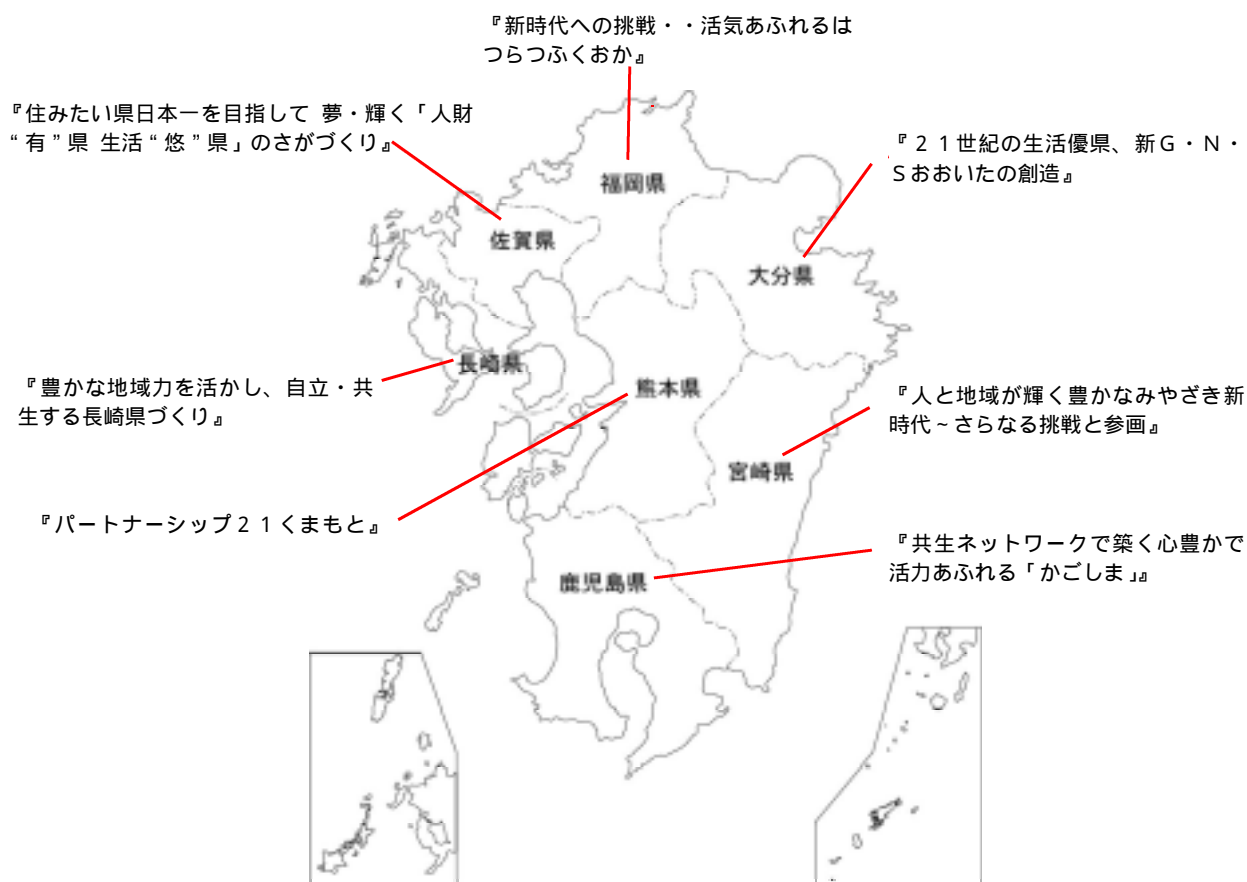 『新時代への挑戦・・活気あふれるは
つらつふくおか』
『住みたい県日本一を目指して 夢・輝く「人財
“有”県 生活“悠”県」のさがづくり』
『21世紀の生活優県、新G・N・
Sおおいたの創造』
福岡県
佐賀県
大分県
長崎県
熊本県
『豊かな地域力を活かし、自立・共
生する長崎県づくり』
『人と地域が輝く豊かなみやざき新
時代~さらなる挑戦と参画』
宮崎県
『パートナーシップ21くまもと』
『共生ネットワークで築く心豊かで
活力あふれる「かごしま」』
鹿児島県